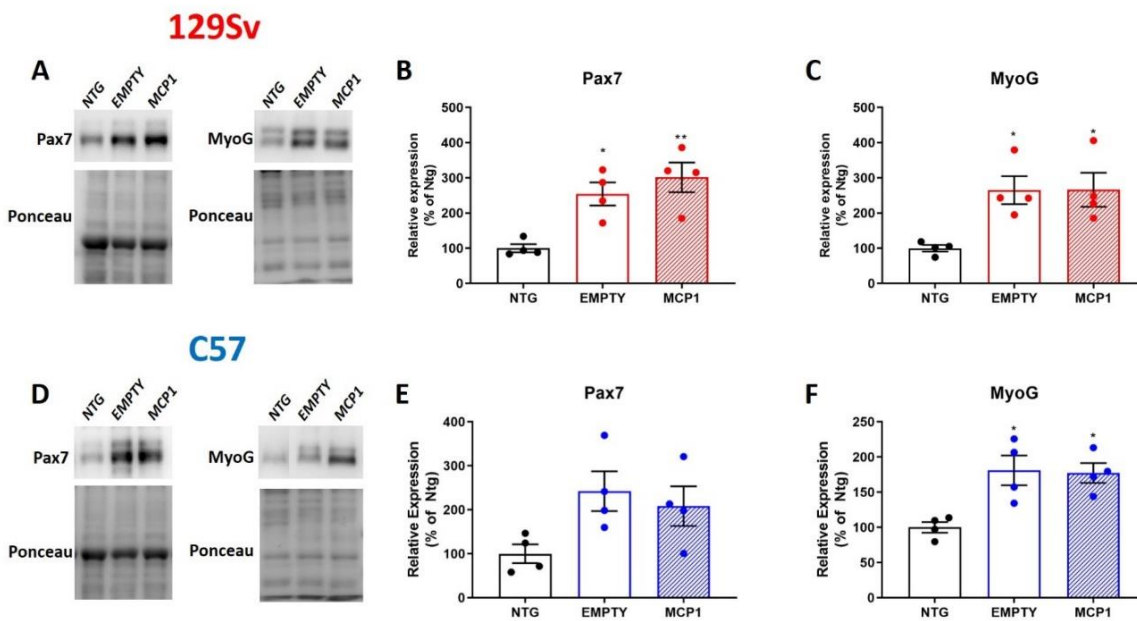 129Sv
A
NTG EMPTY MCP1
Pax7
Ponceau
NTG EMPTY MCP1
MyoG
Ponceau
B
Pax7
Relative expression
(% of Ntg)
500
400
300
200
100
0
*
**
NTG EMPTY MCP1
C
MyoG
Relative expression
(% of Ntg)
500
400
300
200
100
0
*
*
NTG EMPTY MCP1
C57
D
NTG EMPTY MCP1
Pax7
Ponceau
NTG EMPTY MCP1
MyoG
Ponceau
E
Pax7
Relative Expression
(% of Ntg)
400
300
200
100
0
NTG EMPTY MCP1
F
MyoG
Relative Expression
(% of Ntg)
250
200
150
100
50
0
*
*
NTG EMPTY MCP1